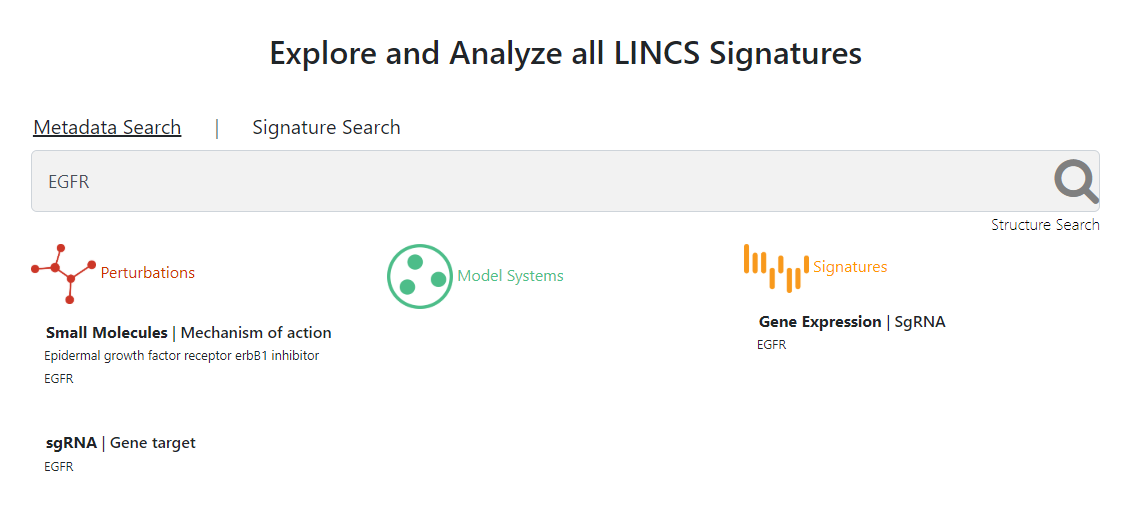 Explore and Analyze all LINCS Signatures
Metadata Search | Signature Search
EGFR
Structure Search
Perturbations
Small Molecules | Mechanism of action
Epidermal growth factor receptor erbB1 inhibitor
EGFR
sgRNA | Gene target
EGFR
Model Systems
Signatures
Gene Expression | SgRNA
EGFR